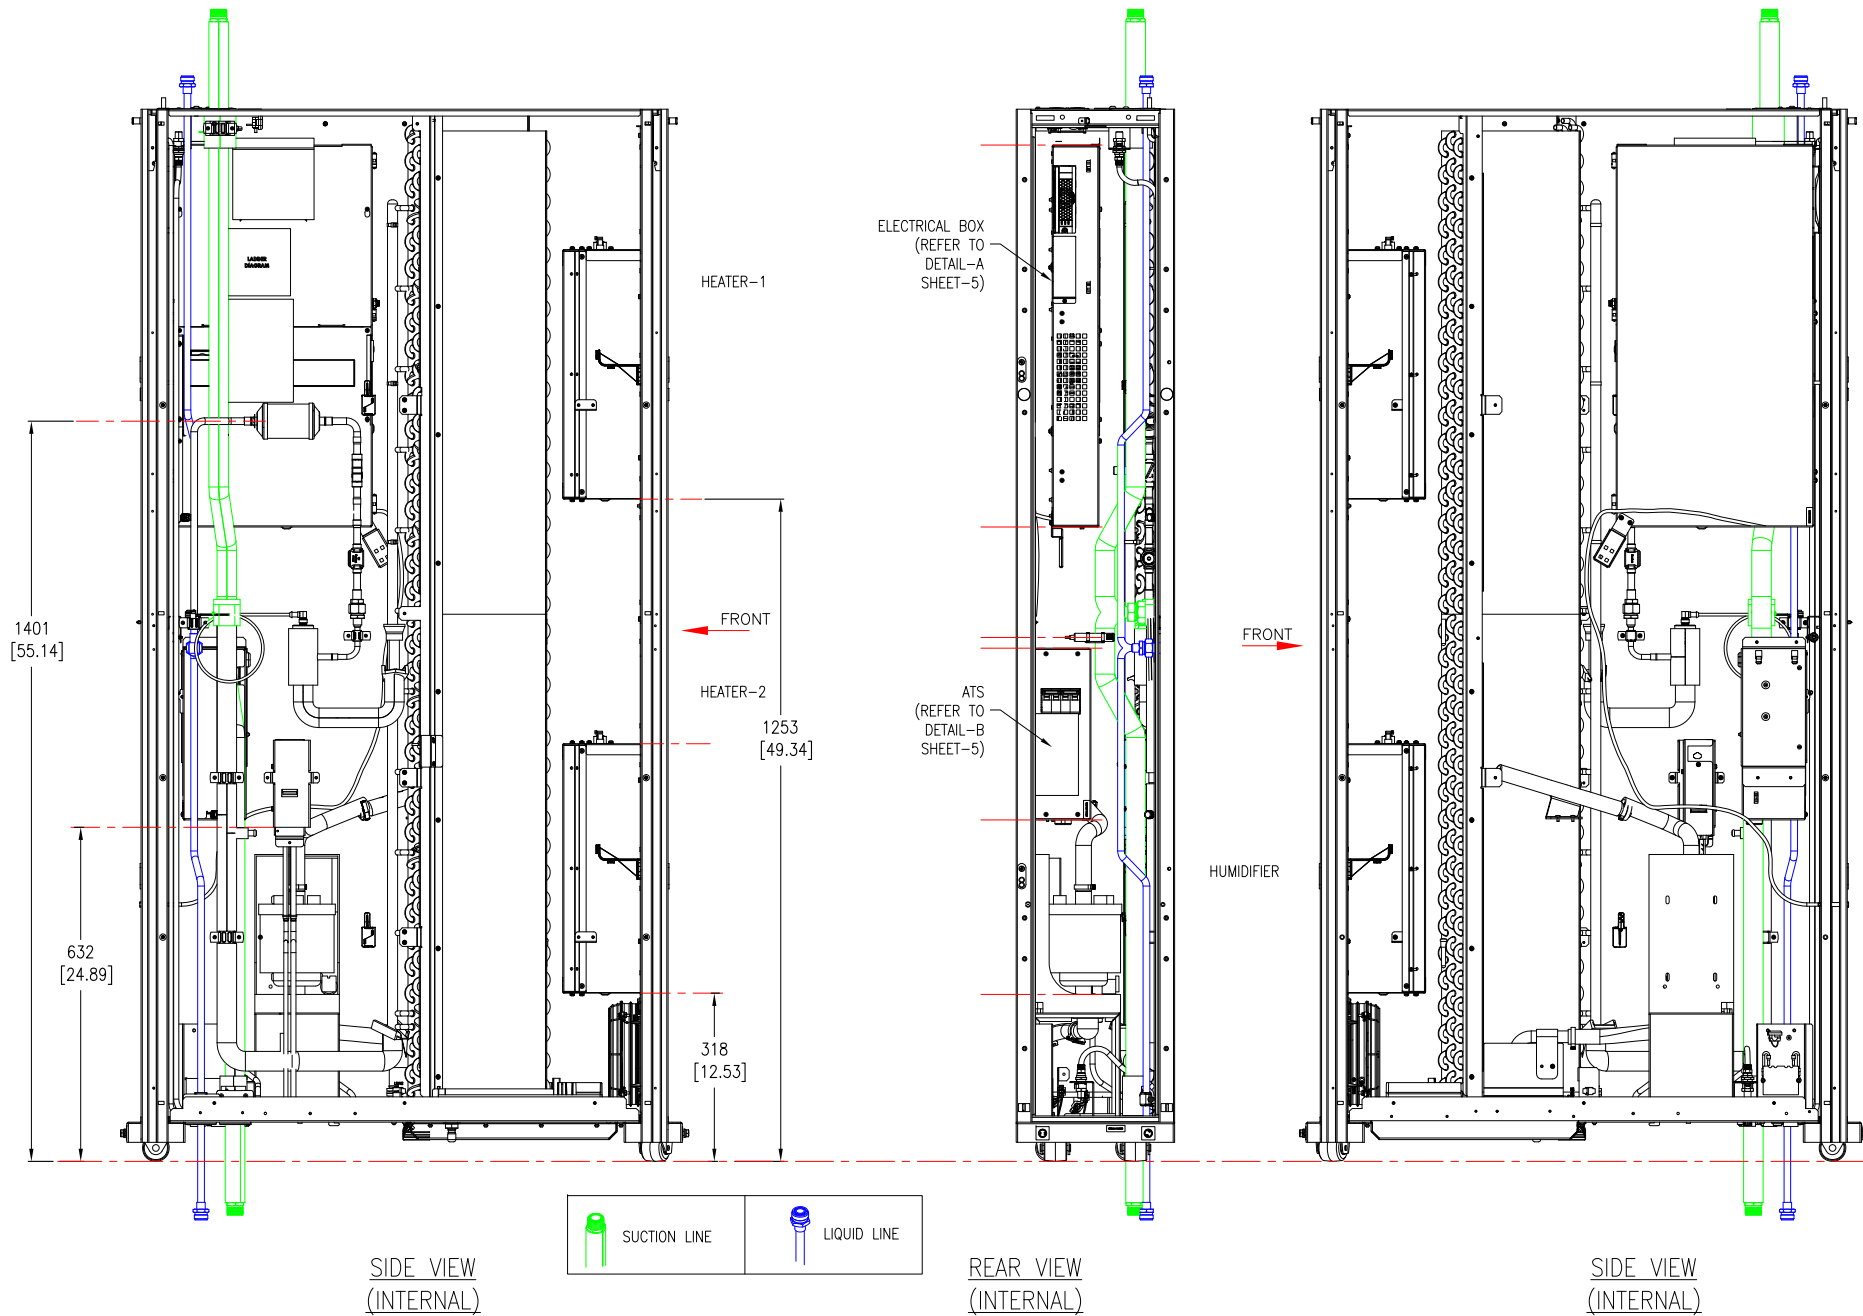 LADDER
DIAGRAM
HEATER-1
1401
[55.14]
FRONT
HEATER-2
1253
[49.34]
632
[24.89]
318
[12.53]
ELECTRICAL BOX
(REFER TO
DETAIL-A
SHEET-5)
ATS
(REFER TO
DETAIL-B
SHEET-5)
FRONT
HUMIDIFIER
SUCTION LINE
LIQUID LINE
SIDE VIEW
(INTERNAL)
REAR VIEW
(INTERNAL)
SIDE VIEW
(INTERNAL)